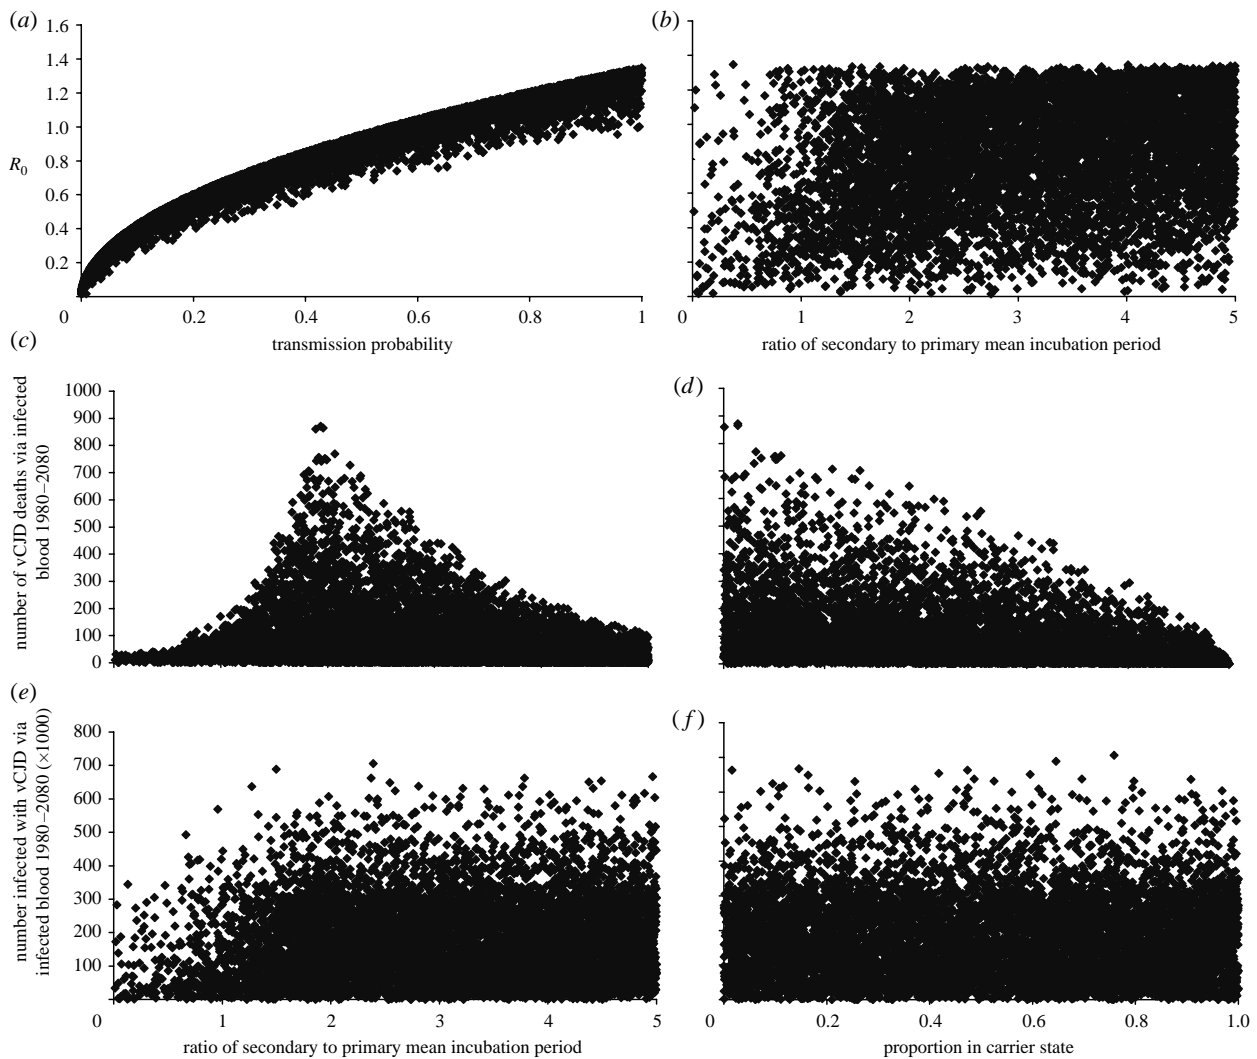 (a)
1.6
1.4
1.2
1.0
0.8
0.6
0.4
0.2
R0
0 0.2 0.4 0.6 0.8 1
transmission probability
(b)
0 1 2 3 4 5
ratio of secondary to primary mean incubation period
(c)
1000
900
800
700
600
500
400
300
200
100
0
number of vCJD deaths via infected
blood 1980–2080
(d)
(e)
800
700
600
500
400
300
200
100
number infected with vCJD via
infected blood 1980–2080 (×1000)
0 1 2 3 4 5
ratio of secondary to primary mean incubation period
(f)
0 0.2 0.4 0.6 0.8 1.0
proportion in carrier state